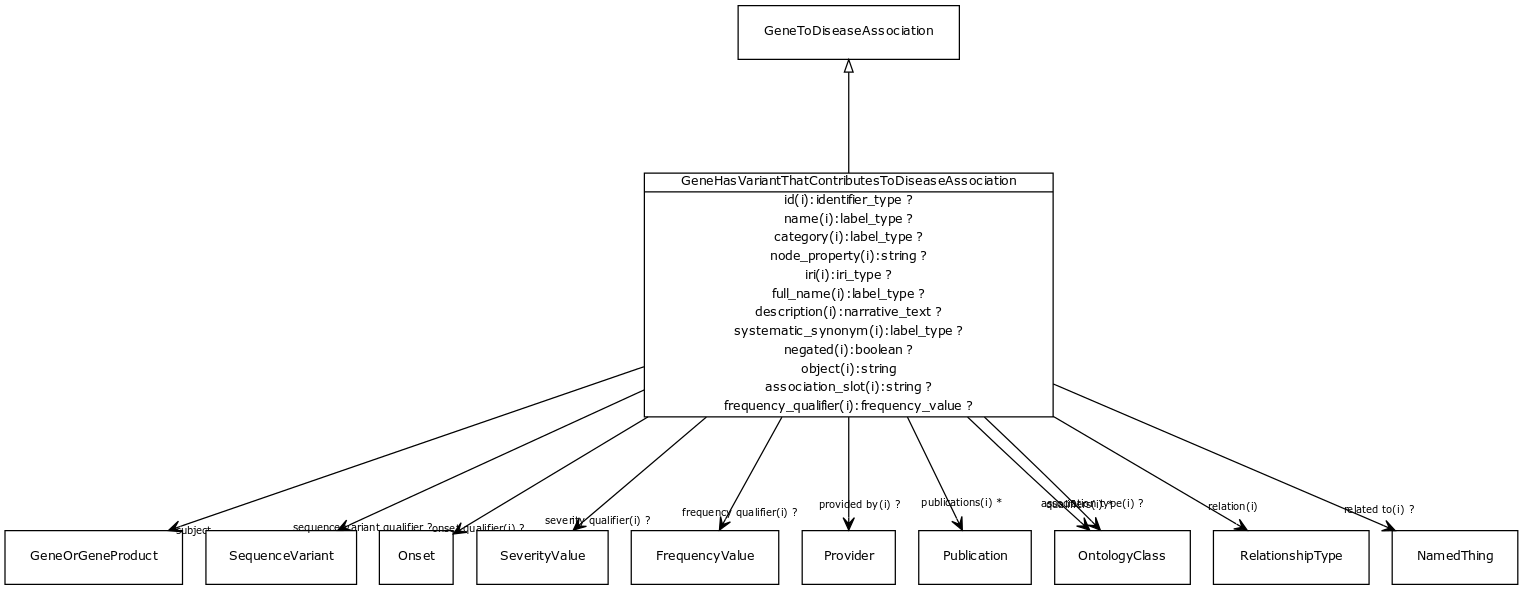 GeneToDiseaseAssociation
GeneHasVariantThatContributesToDiseaseAssociation
id(i):identifier_type ?
name(i):label_type ?
category(i):label_type ?
node_property(i):string ?
iri(i):iri_type ?
full_name(i):label_type ?
description(i):narrative_text ?
systematic_synonym(i):label_type ?
negated(i):boolean ?
object(i):string
association_slot(i):string ?
frequency_qualifier(i):frequency_value ?
subject
sequence variant qualifier ?
onset qualifier(i) ?
severity qualifier(i) ?
frequency qualifier(i) ?
provided by(i) ?
publications(i) *
association type(i) ?
qualifiers(i) *
relation(i)
related to(i) ?
GeneOrGeneProduct
SequenceVariant
Onset
SeverityValue
FrequencyValue
Provider
Publication
OntologyClass
RelationshipType
NamedThing